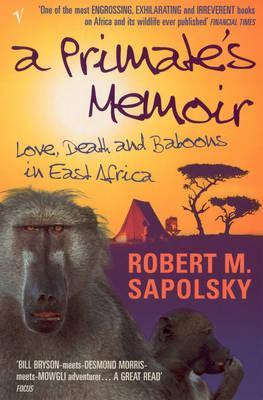 'One of the most ENGROSSING, EXHILARATING and IRREVERENT books
on Africa and its wildlife ever published' FINANCIAL TIMES
a Primate's
Memoir
Love, Death and Baboons
in East Africa
ROBERT M.
SAPOLSKY
'BILL BRYSON-meets-DESMOND MORRIS-
meets-MOWGLI adventurer... A GREAT READ'
FOCUS